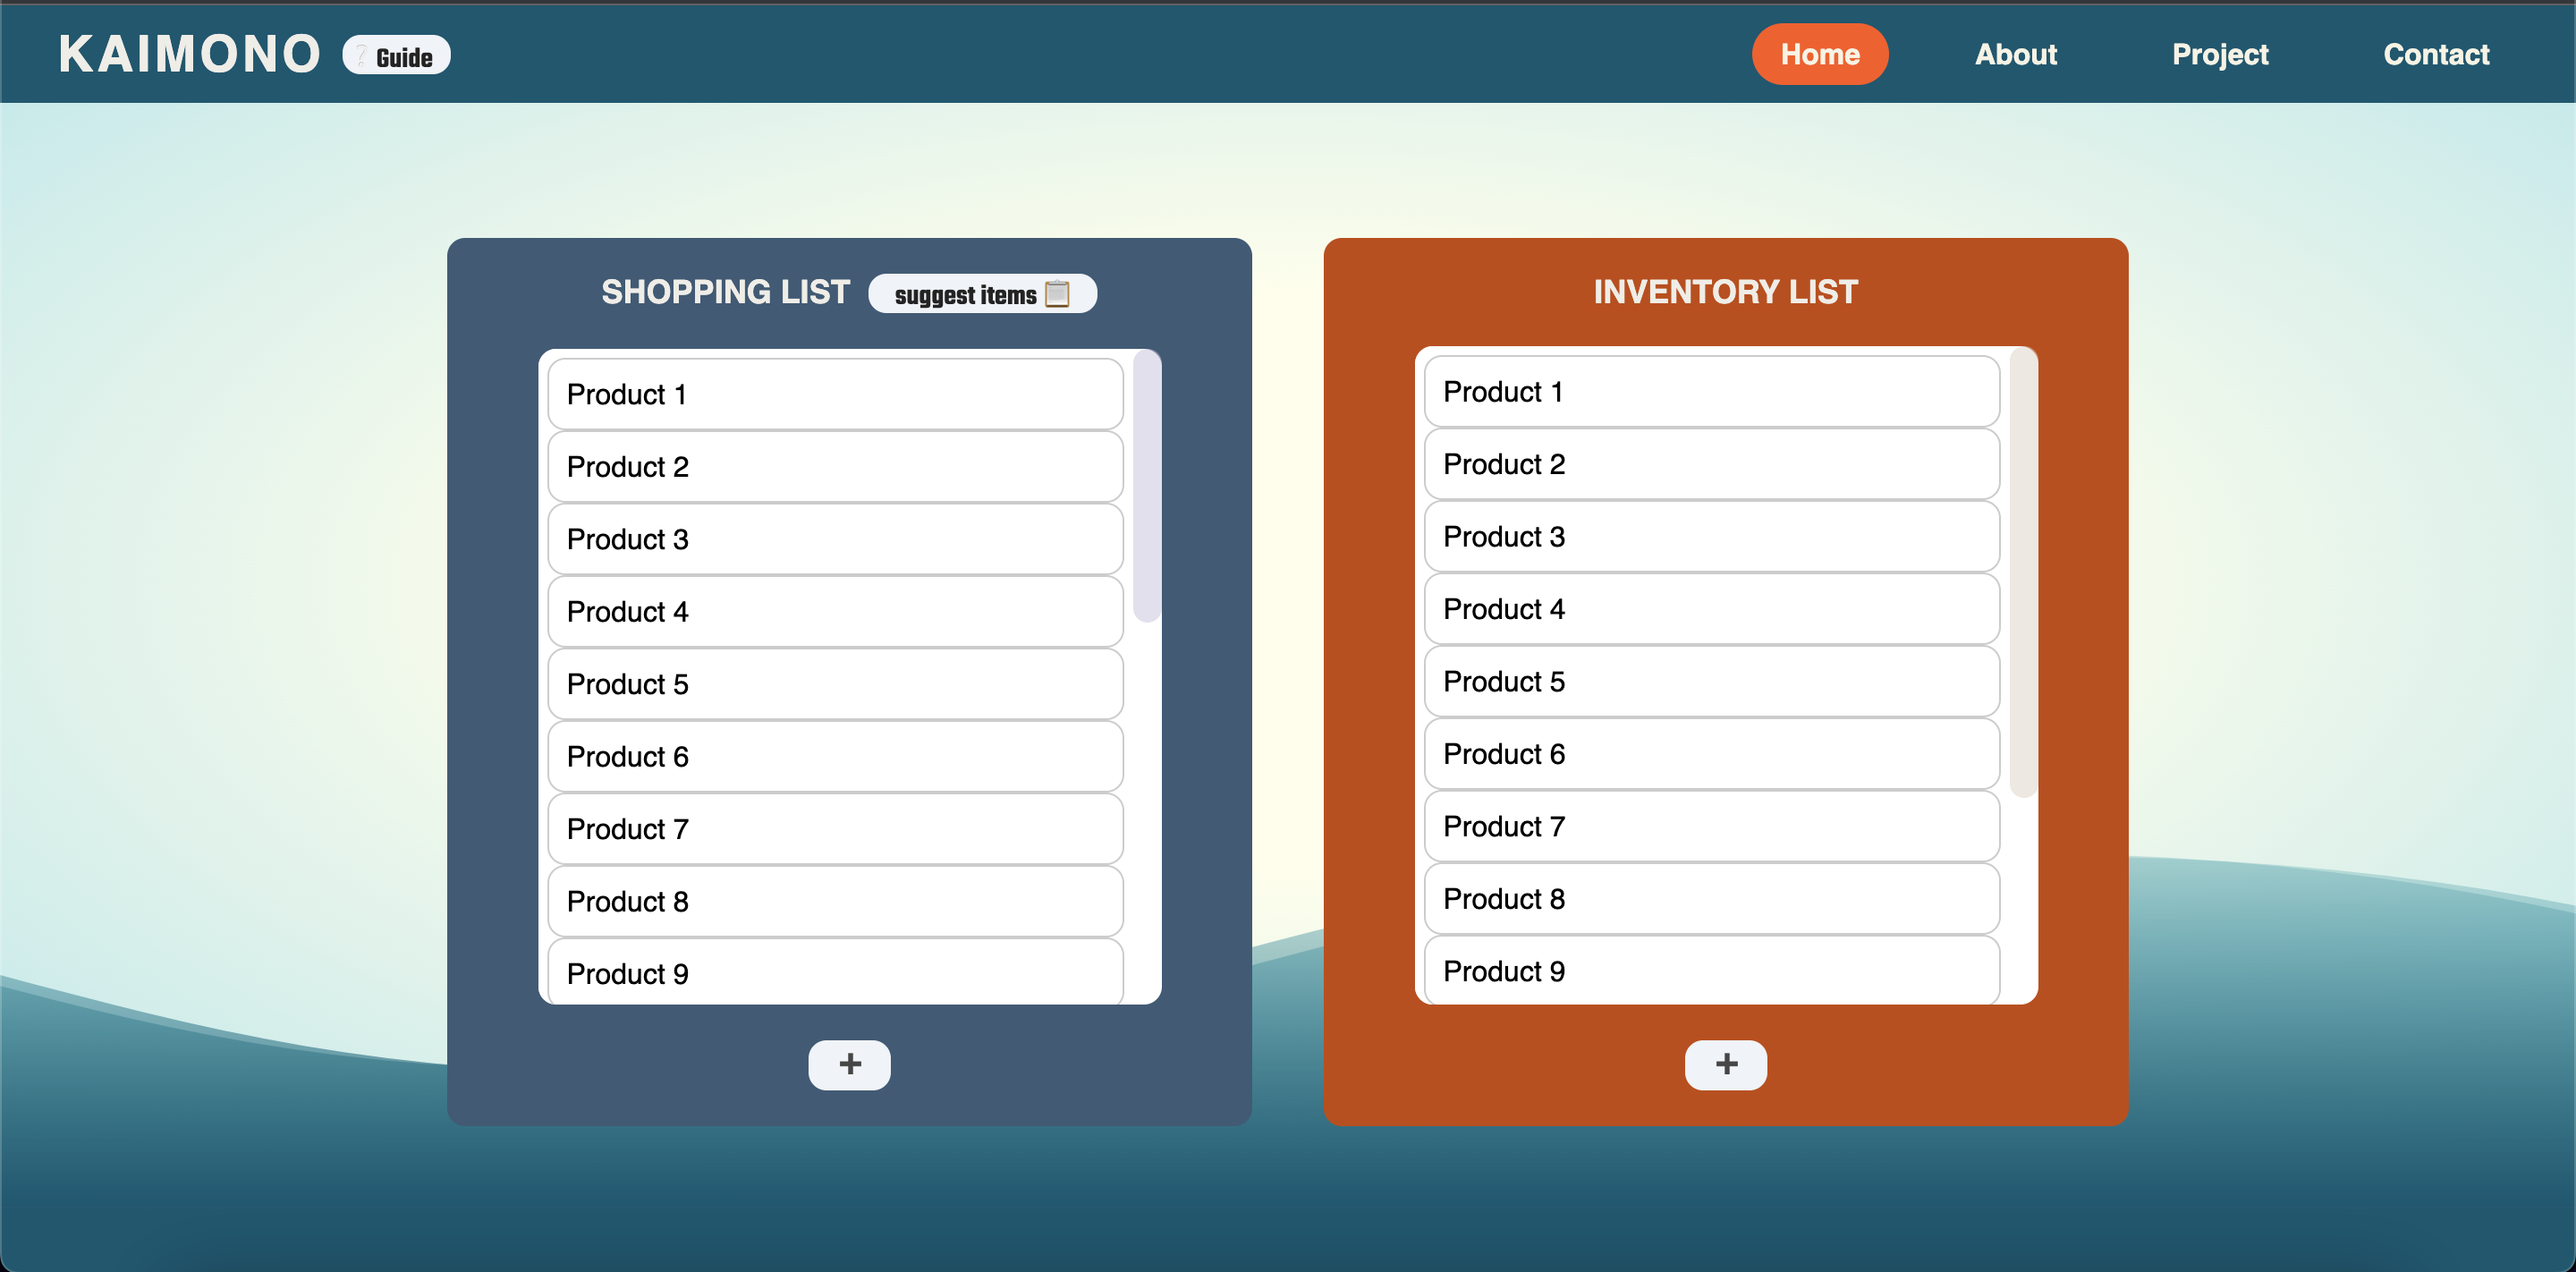 KAIMONO ❔ Guide Home About Project Contact
SHOPPING LIST suggest items 📋
Product 1
Product 2
Product 3
Product 4
Product 5
Product 6
Product 7
Product 8
Product 9
+
INVENTORY LIST
Product 1
Product 2
Product 3
Product 4
Product 5
Product 6
Product 7
Product 8
Product 9
+